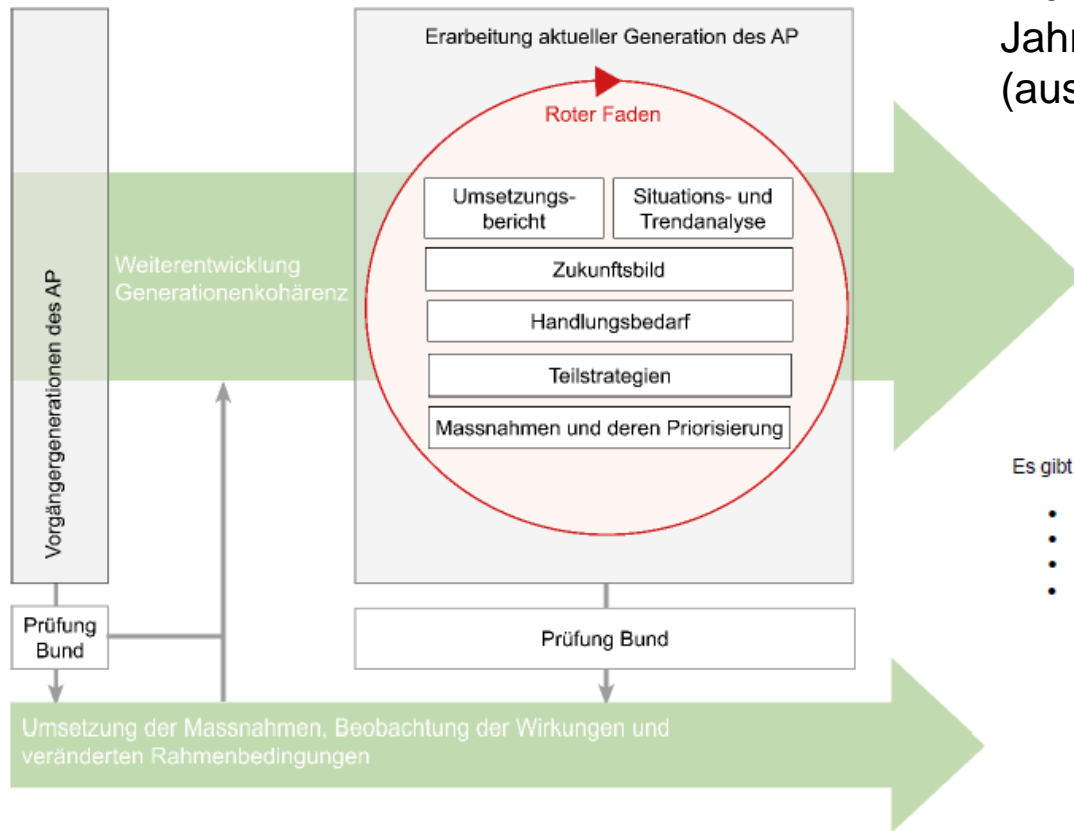 Erarbeitung aktueller Generation des AP
Roter Faden
Umsetzungs-
bericht
Situations- und
Trendanalyse
Zukunftsbild
Handlungsbedarf
Teilstrategien
Massnahmen und deren Priorisierung
Vorgängergenerationen des AP
Weiterentwicklung
Generationenkohärenz
Prüfung
Bund
Prüfung Bund
Umsetzung der Massnahmen, Beobachtung der Wirkungen und
veränderten Rahmenbedingungen
(aus
Es gibt
•
•
•
•